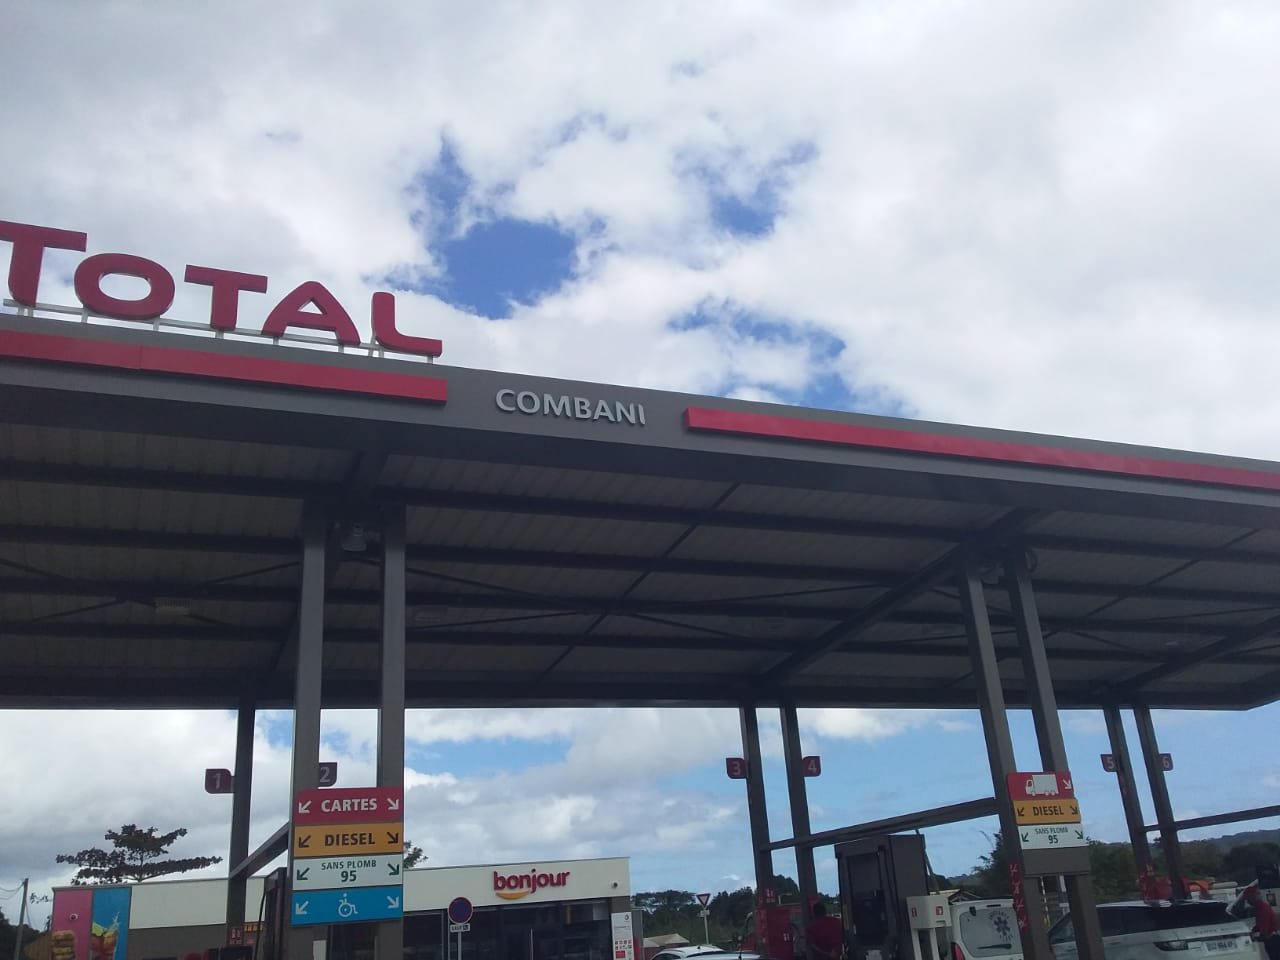 TOTAL
COMBANI
1
2
3
4
5
6
CARTES
DIESEL
SANS PLOMB
95
DIESEL
SANS PLOMB
95
bonjour